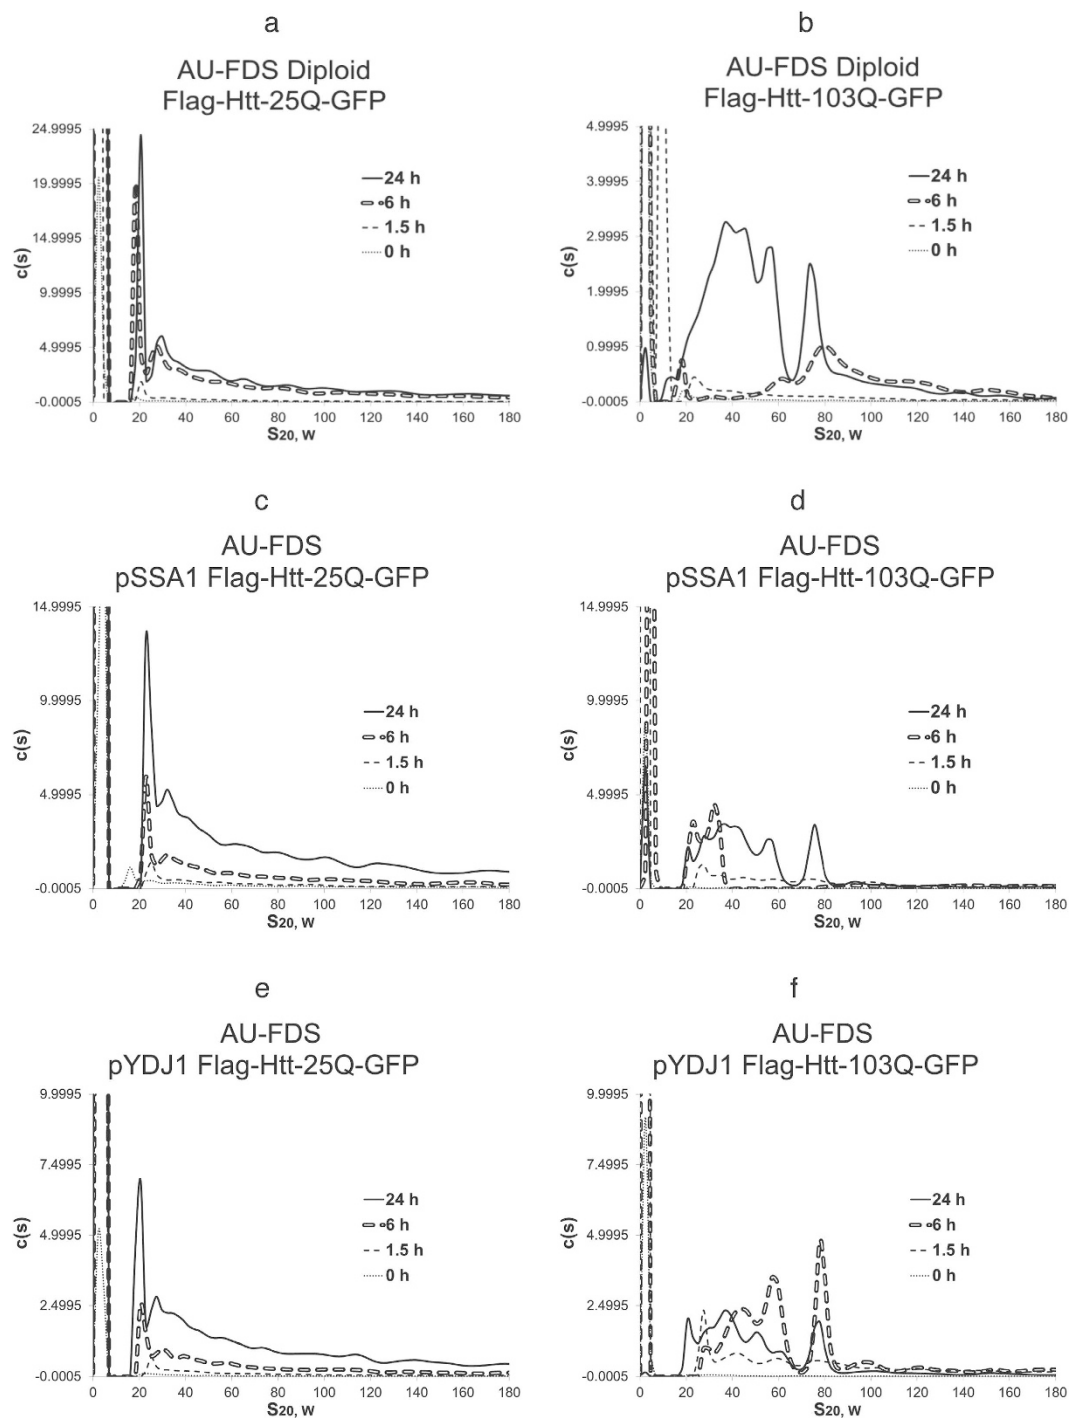 a
AU-FDS Diploid
Flag-Htt-25Q-GFP
24.9995
19.9995
14.9995
9.9995
4.9995
-0.0005
c(s)
24 h
6 h
1.5 h
0 h
0 20 40 60 80 100 120 140 160 180
S20, W
b
AU-FDS Diploid
Flag-Htt-103Q-GFP
4.9995
3.9995
2.9995
1.9995
0.9995
-0.0005
c(s)
24 h
6 h
1.5 h
0 h
0 20 40 60 80 100 120 140 160 180
S20, W
c
AU-FDS
pSSA1 Flag-Htt-25Q-GFP
14.9995
9.9995
4.9995
-0.0005
c(s)
24 h
6 h
1.5 h
0 h
0 20 40 60 80 100 120 140 160 180
S20, W
d
AU-FDS
pSSA1 Flag-Htt-103Q-GFP
14.9995
9.9995
4.9995
-0.0005
c(s)
24 h
6 h
1.5 h
0 h
0 20 40 60 80 100 120 140 160 180
S20, W
e
AU-FDS
pYDJ1 Flag-Htt-25Q-GFP
9.9995
7.4995
4.9995
2.4995
-0.0005
c(s)
24 h
6 h
1.5 h
0 h
0 20 40 60 80 100 120 140 160 180
S20, W
f
AU-FDS
pYDJ1 Flag-Htt-103Q-GFP
9.9995
7.4995
4.9995
2.4995
-0.0005
c(s)
24 h
6 h
1.5 h
0 h
0 20 40 60 80 100 120 140 160 180
S20, W